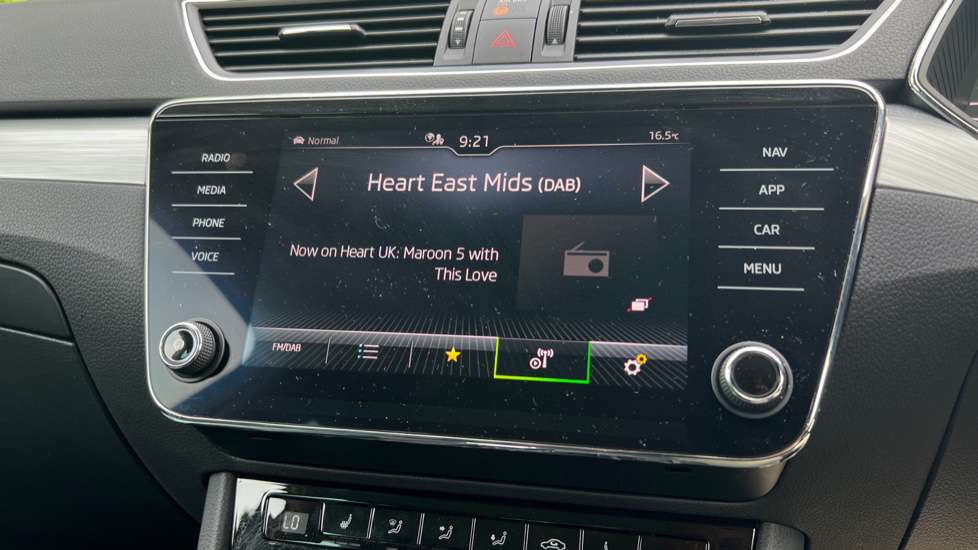 Normal
9:21
16.5°C
RADIO
MEDIA
PHONE
VOICE
Heart East Mids (DAB)
Now on Heart UK: Maroon 5 with
This Love
FM/DAB
NAV
APP
CAR
MENU
LO